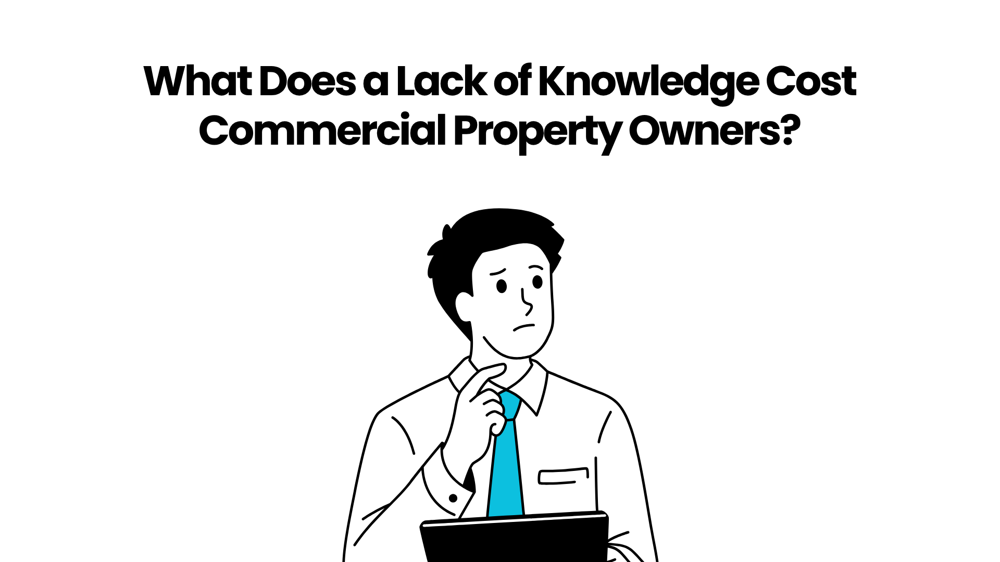 What Does a Lack of Knowledge Cost
Commercial Property Owners?